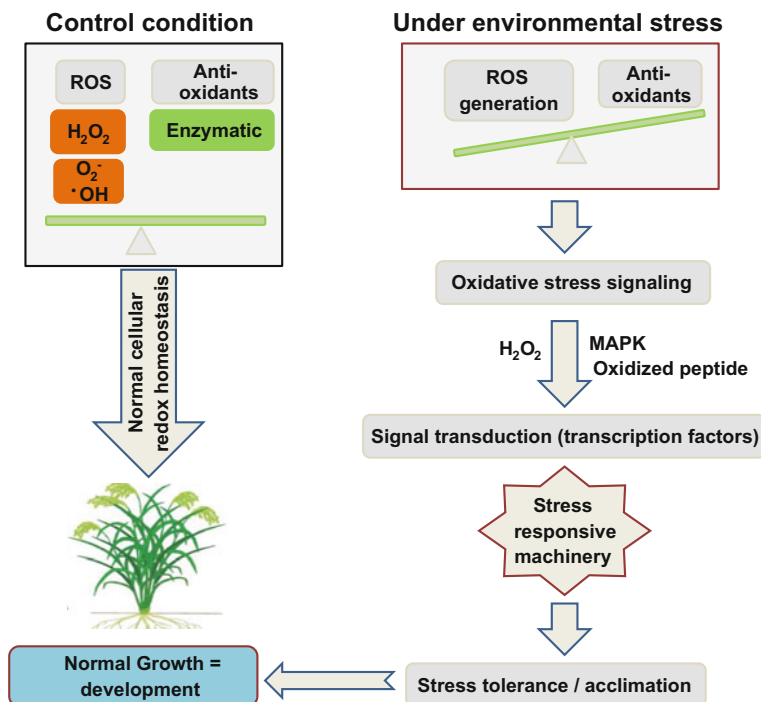 Control condition
ROS
Anti-
oxidants
H₂O₂
Enzymatic
O₂⁻
˙OH
Normal cellular
redox homeostasis
Normal Growth =
development
Under environmental stress
ROS
generation
Anti-
oxidants
Oxidative stress signaling
H₂O₂
MAPK
Oxidized peptide
Signal transduction (transcription factors)
Stress
responsive
machinery
Stress tolerance / acclimation